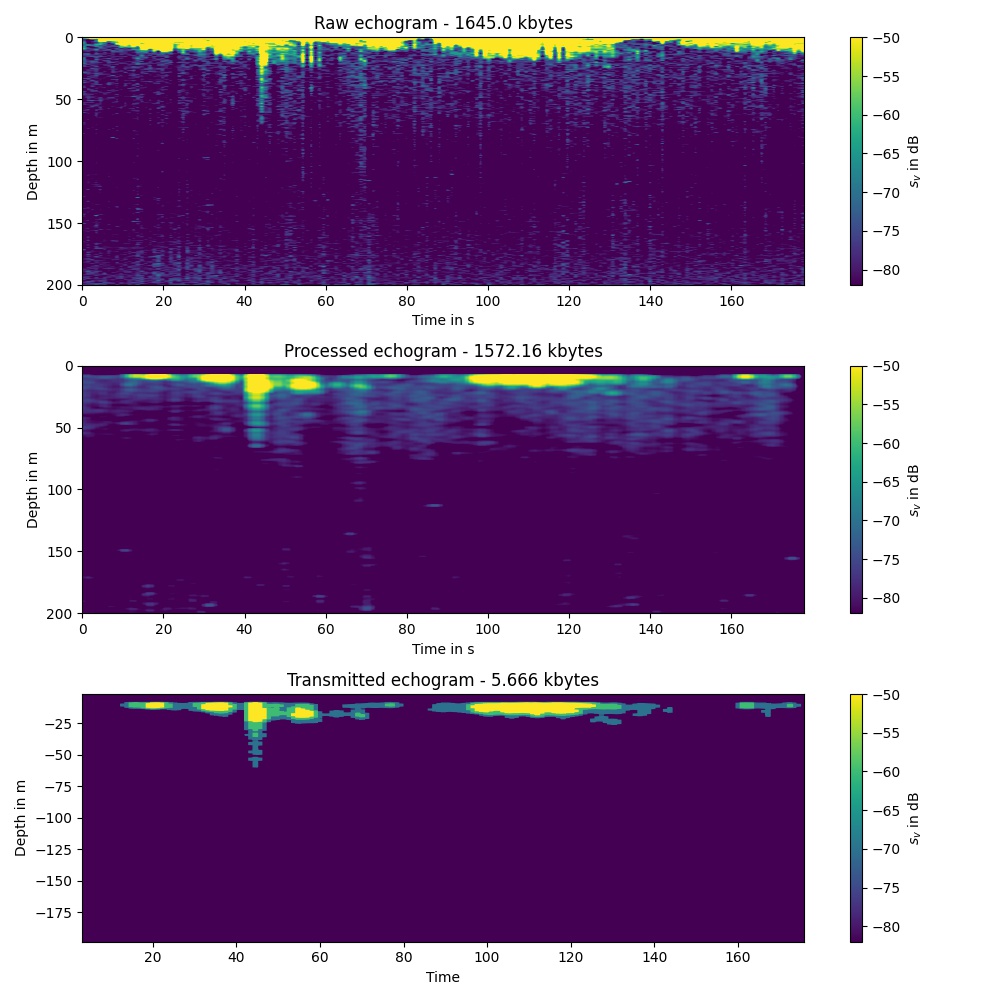 Raw echogram - 1645.0 kbytes
Depth in m
0
50
100
150
200
0 20 40 60 80 100 120 140 160
Time in s
−50
−55
−60
−65
−70
−75
−80
sv in dB
Processed echogram - 1572.16 kbytes
Depth in m
0
50
100
150
200
0 20 40 60 80 100 120 140 160
Time in s
−50
−55
−60
−65
−70
−75
−80
sv in dB
Transmitted echogram - 5.666 kbytes
Depth in m
−25
−50
−75
−100
−125
−150
−175
20 40 60 80 100 120 140 160
Time
−50
−55
−60
−65
−70
−75
−80
sv in dB